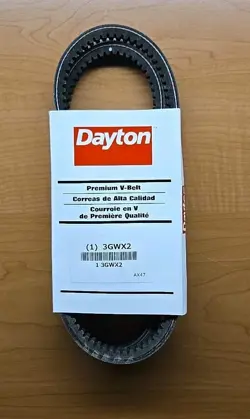 Dayton
Premium V-Belt
Correas de Alta Calidad
Courroie en V
de Première Qualité
(1) 3GWX2
1 3GWX2
AX47